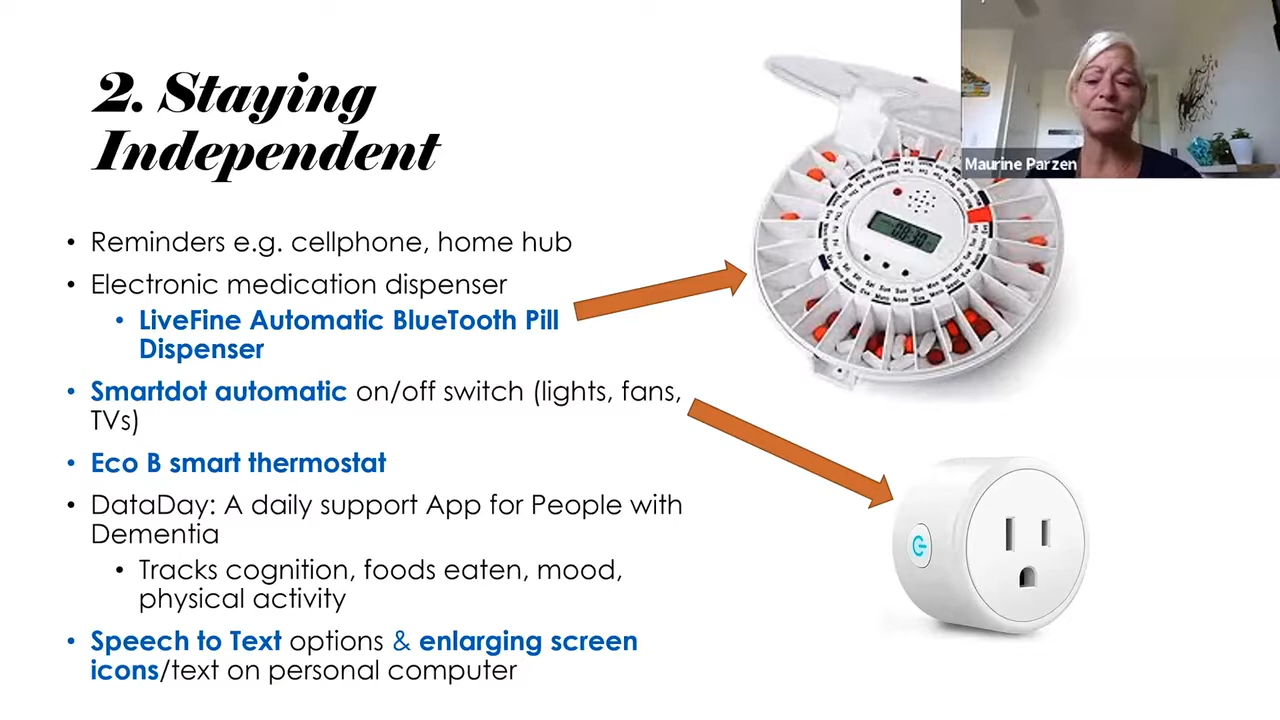 2. Staying
Independent
Maurine Parzen
• Reminders e.g. cellphone, home hub
• Electronic medication dispenser
• LiveFine Automatic BlueTooth Pill
Dispenser
• Smartdot automatic on/off switch (lights, fans,
TVs)
• Eco B smart thermostat
• DataDay: A daily support App for People with
Dementia
• Tracks cognition, foods eaten, mood,
physical activity
• Speech to Text options & enlarging screen
icons/text on personal computer
08:30